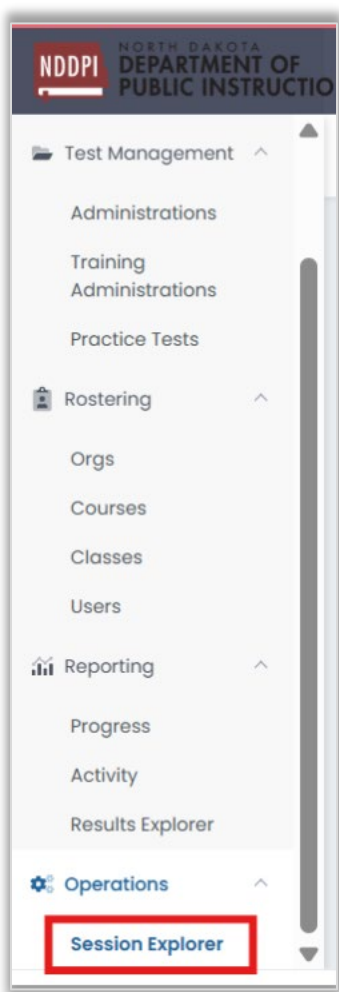 NDDPI
NORTH DAKOTA
DEPARTMENT OF
PUBLIC INSTRUCTIO
Test Management
Administrations
Training
Administrations
Practice Tests
Rostering
Orgs
Courses
Classes
Users
Reporting
Progress
Activity
Results Explorer
Operations
Session Explorer